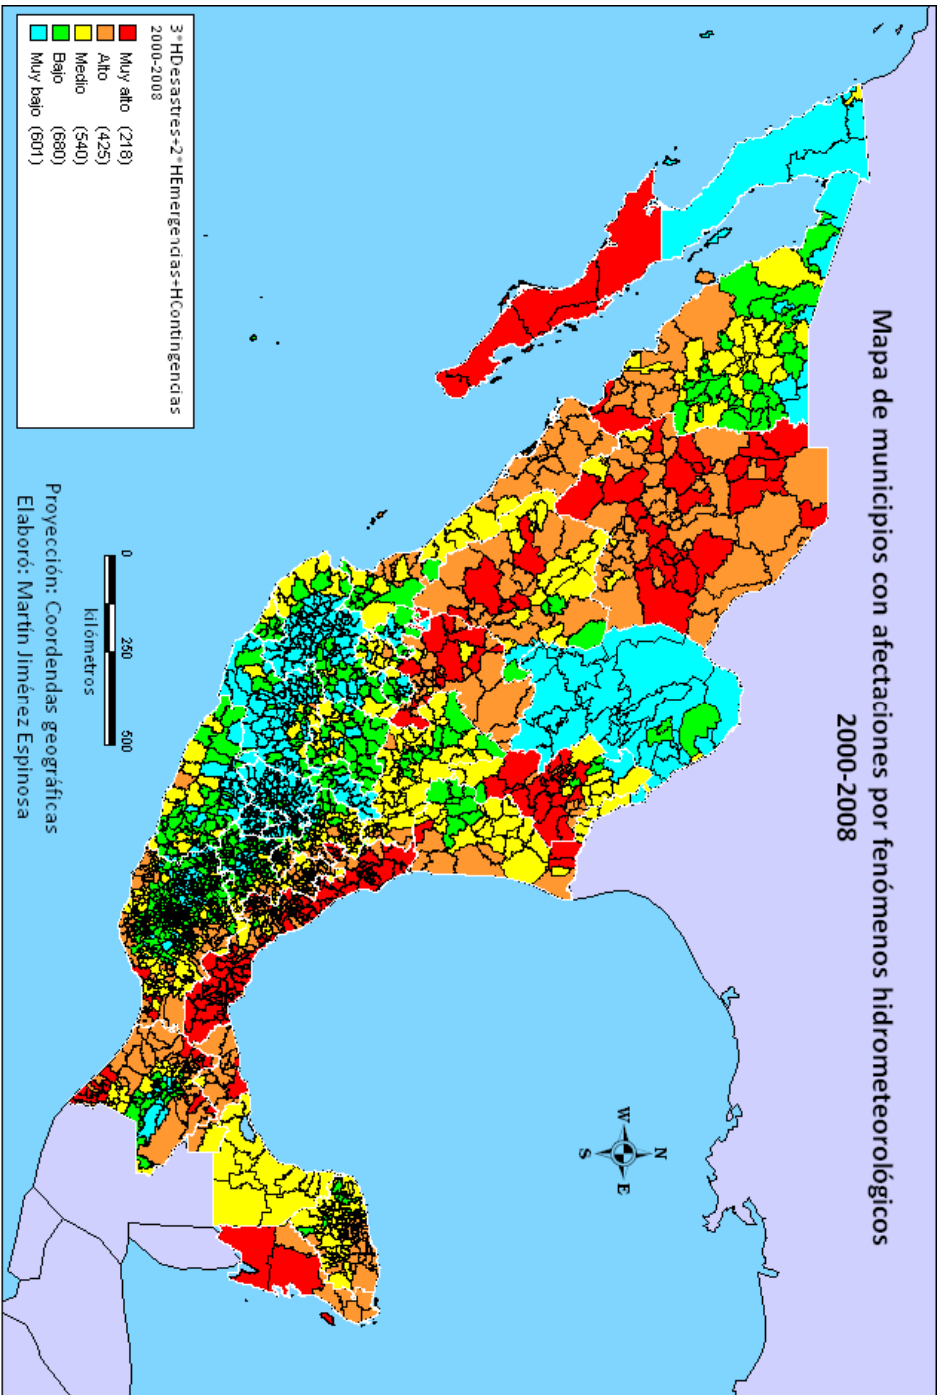 Mapa de municipios con afectaciones por fenómenos hidrometeorológicos
2000-2008
N
W
E
S
3*HDesastres+2*HEmergencias+HContingencias
2000-2008
Muy alto (218)
Alto (425)
Medio (540)
Bajo (680)
Muy bajo (601)
0 250 500
kilómetros
Proyección: Coordendas geográficas
Elaboró: Martín Jiménez Espinosa